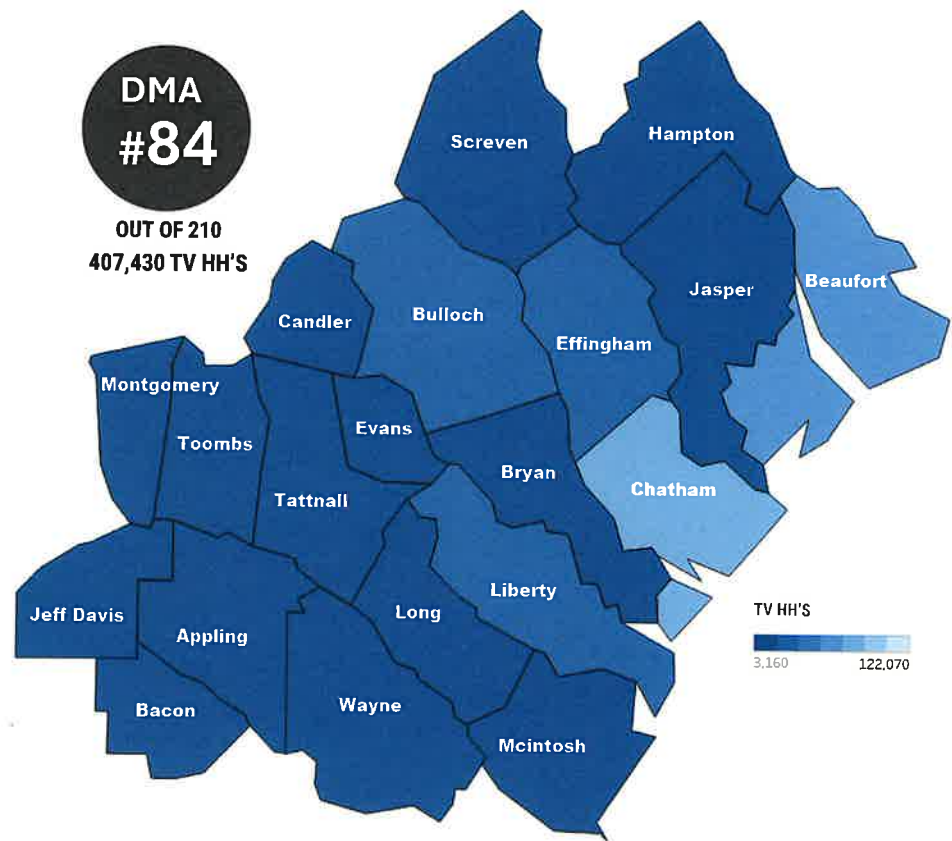 DMA
#84
OUT OF 210
407,430 TV HH'S
Screven
Hampton
Jasper
Beaufort
Candler
Bulloch
Effingham
Montgomery
Toombs
Evans
Tattnall
Bryan
Chatham
Jeff Davis
Appling
Long
Liberty
Bacon
Wayne
Mcintosh
TV HH'S
3,160
122,070